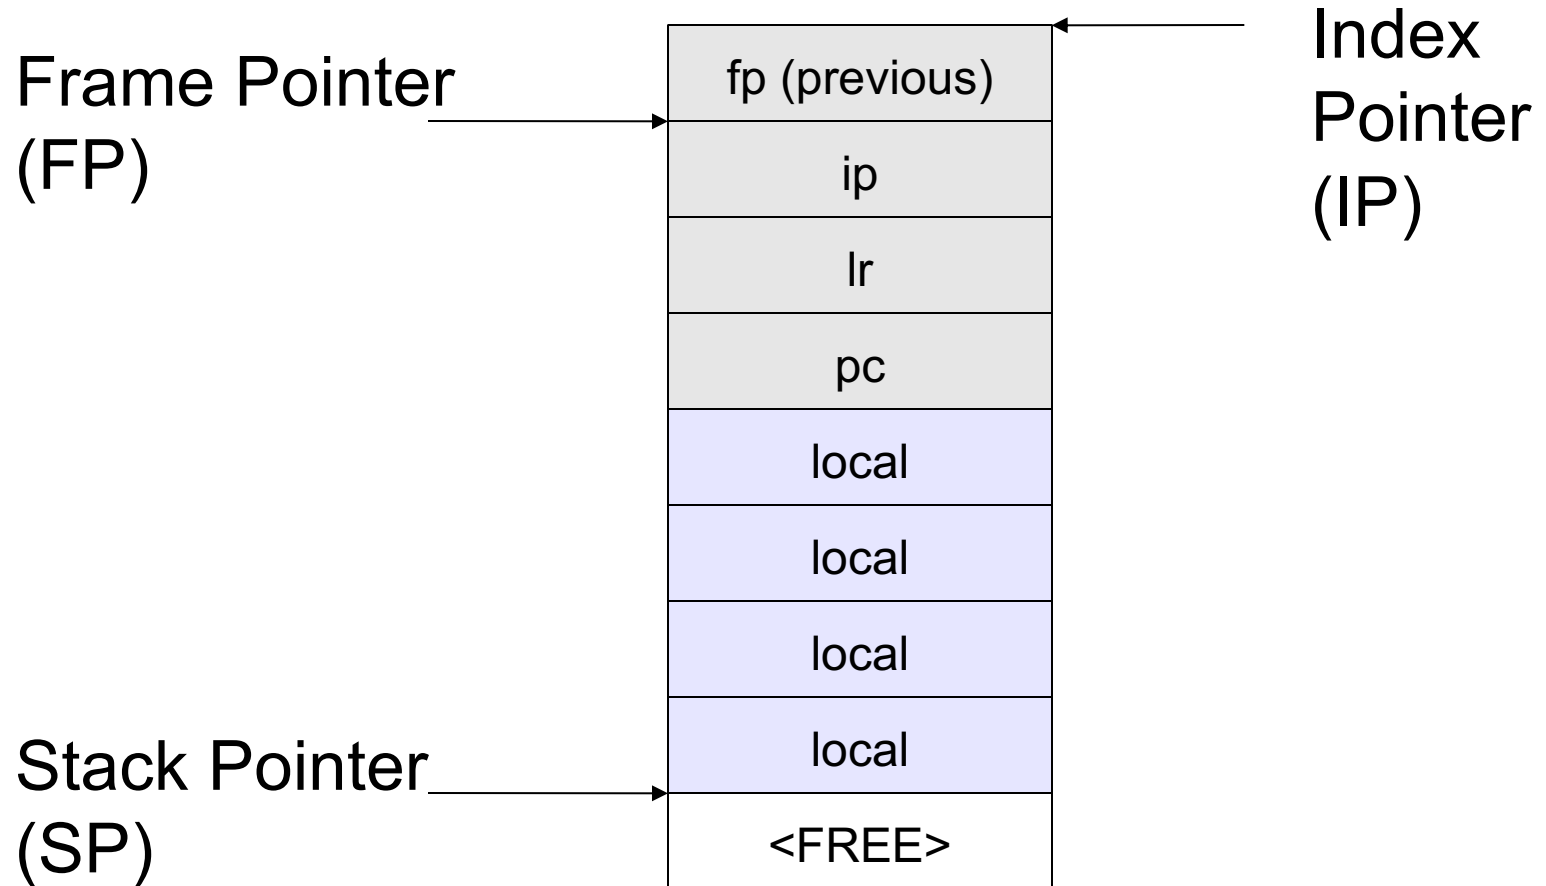 Frame Pointer
(FP)
fp (previous)
ip
lr
pc
local
local
local
local
<FREE>
Index
Pointer
(IP)
Stack Pointer
(SP)